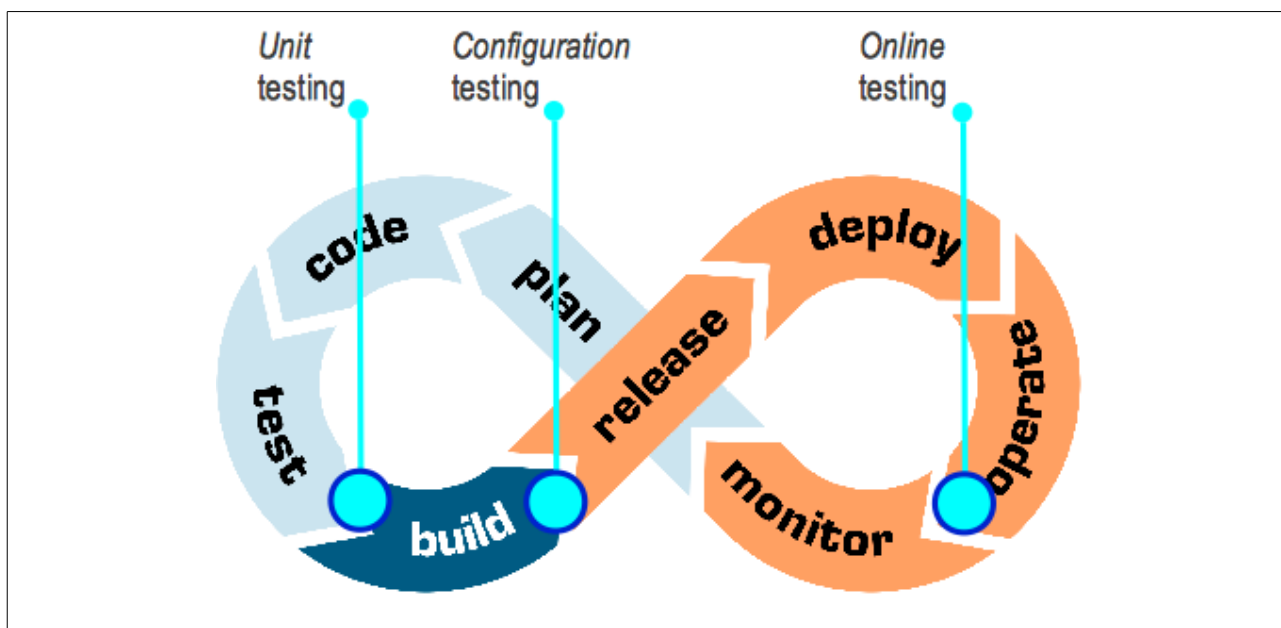 Unit
testing
Configuration
testing
Online
testing
code
plan
test
build
release
deploy
operate
monitor